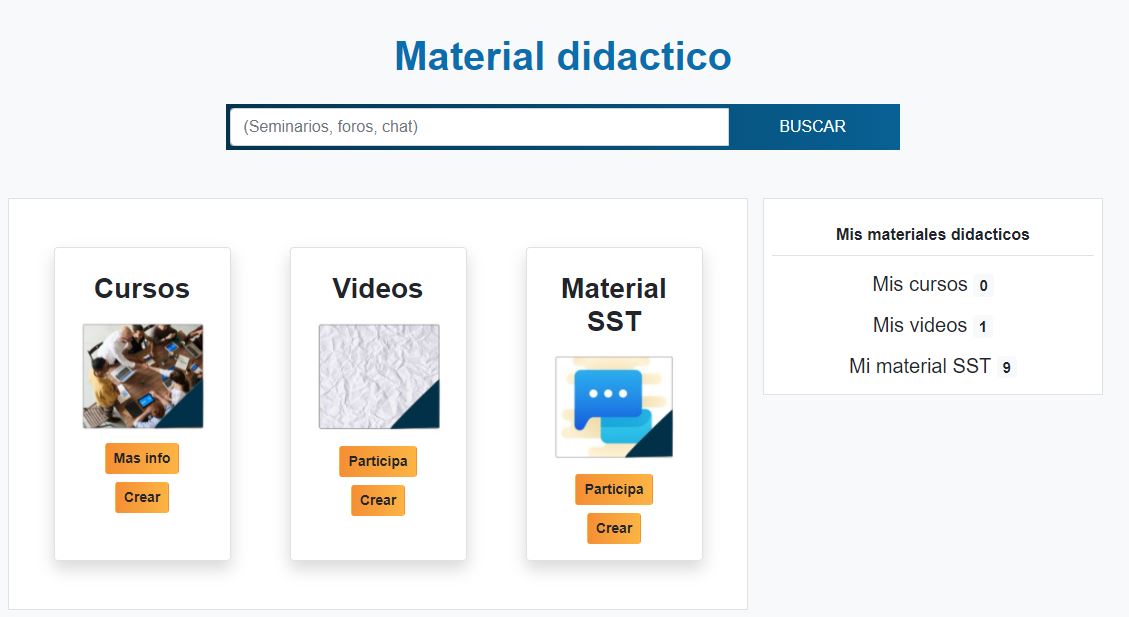 Material didactico
(Seminarios, foros, chat)
BUSCAR
Cursos
Mas info
Crear
Videos
Participa
Crear
Material
SST
Participa
Crear
Mis materiales didacticos
Mis cursos 0
Mis videos 1
Mi material SST 9